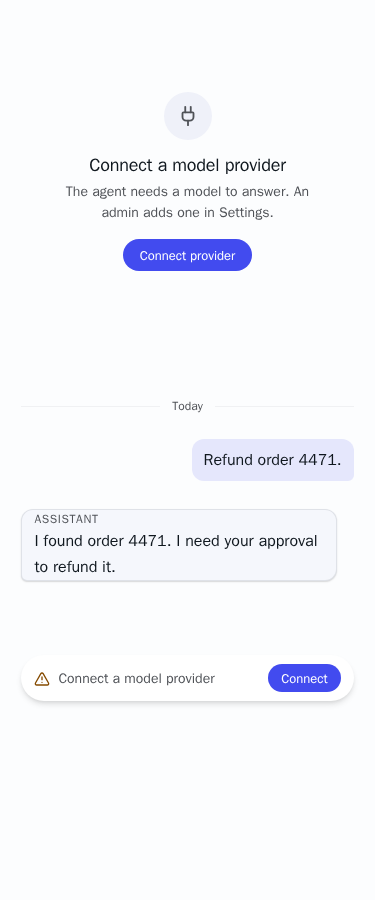 Connect a model provider
The agent needs a model to answer. An
admin adds one in Settings.
Connect provider
Today
Refund order 4471.
ASSISTANT
I found order 4471. I need your approval
to refund it.
Connect a model provider
Connect